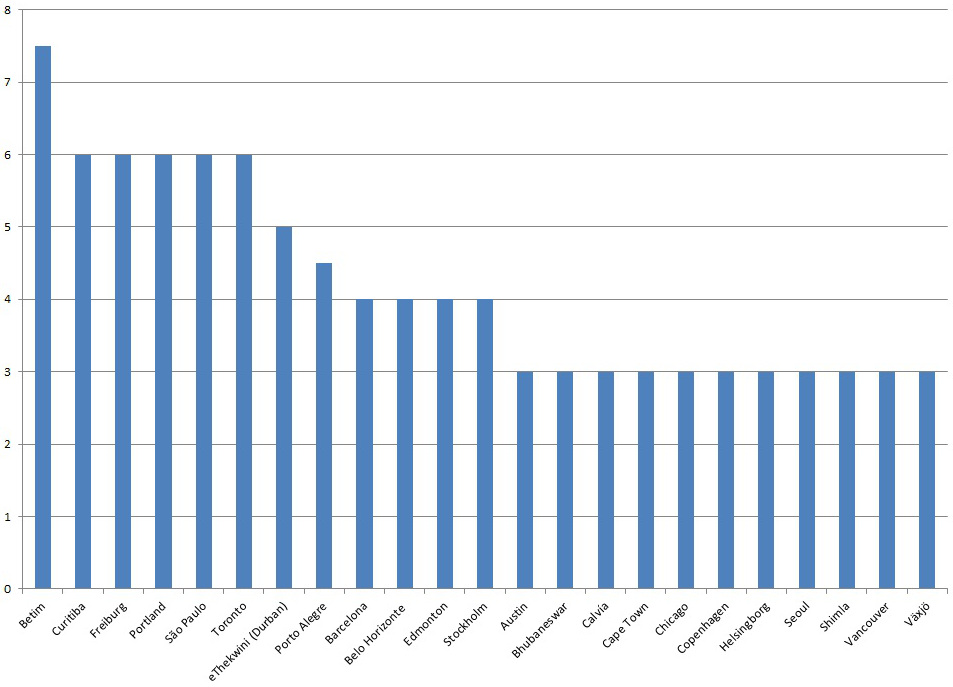 8
7
6
5
4
3
2
1
0
Betim
Curitiba
Freiburg
Portland
São Paulo
Toronto
eThekwini (Durban)
Porto Alegre
Barcelona
Belo Horizonte
Edmonton
Stockholm
Austin
Bhubaneswar
Calvia
Cape Town
Chicago
Copenhagen
Helsingborg
Seoul
Shimla
Vancouver
Växjö